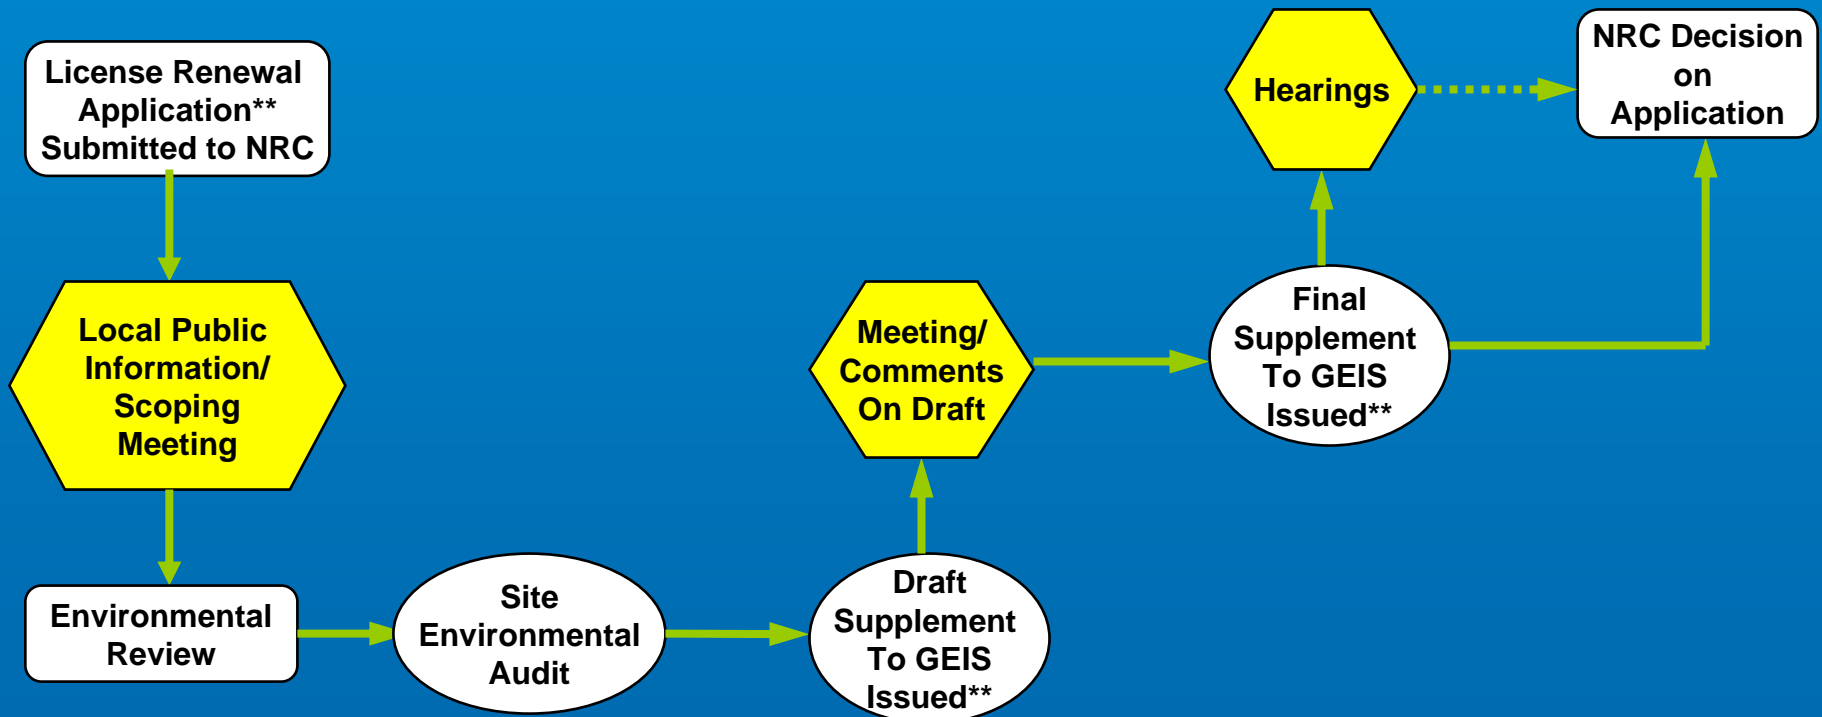 License Renewal
Application**
Submitted to NRC
Local Public
Information/
Scoping
Meeting
Environmental
Review
Site
Environmental
Audit
Draft
Supplement
To GEIS
Issued**
Meeting/
Comments
On Draft
Final
Supplement
To GEIS
Issued**
Hearings
NRC Decision
on
Application